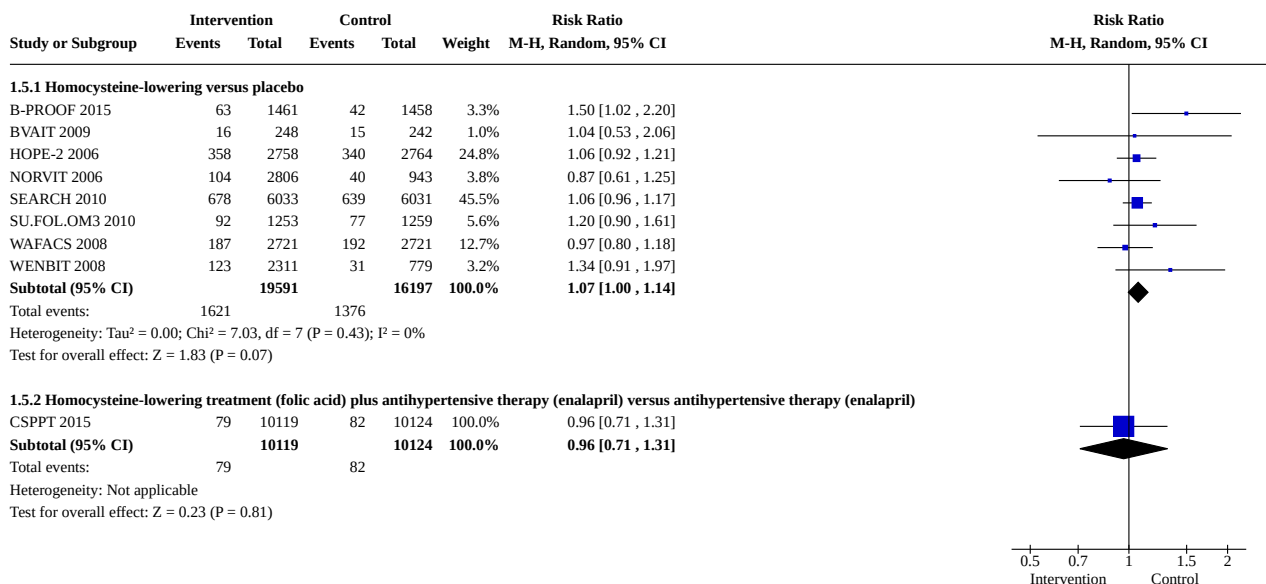 Intervention Control Risk Ratio Risk Ratio
Study or Subgroup Events Total Events Total Weight M-H, Random, 95% CI M-H, Random, 95% CI
1.5.1 Homocysteine-lowering versus placebo
B-PROOF 2015 63 1461 42 1458 3.3% 1.50 [1.02 , 2.20]
BVAIT 2009 16 248 15 242 1.0% 1.04 [0.53 , 2.06]
HOPE-2 2006 358 2758 340 2764 24.8% 1.06 [0.92 , 1.21]
NORVIT 2006 104 2806 40 943 3.8% 0.87 [0.61 , 1.25]
SEARCH 2010 678 6033 639 6031 45.5% 1.06 [0.96 , 1.17]
SU.FOL.OM3 2010 92 1253 77 1259 5.6% 1.20 [0.90 , 1.61]
WAFACS 2008 187 2721 192 2721 12.7% 0.97 [0.80 , 1.18]
WENBIT 2008 123 2311 31 779 3.2% 1.34 [0.91 , 1.97]
Subtotal (95% CI) 19591 16197 100.0% 1.07 [1.00 , 1.14]
Total events: 1621 1376
Heterogeneity: Tau² = 0.00; Chi² = 7.03, df = 7 (P = 0.43); I² = 0%
Test for overall effect: Z = 1.83 (P = 0.07)
1.5.2 Homocysteine-lowering treatment (folic acid) plus antihypertensive therapy (enalapril) versus antihypertensive therapy (enalapril)
CSPPT 2015 79 10119 82 10124 100.0% 0.96 [0.71 , 1.31]
Subtotal (95% CI) 10119 10124 100.0% 0.96 [0.71 , 1.31]
Total events: 79 82
Heterogeneity: Not applicable
Test for overall effect: Z = 0.23 (P = 0.81)
0.5 0.7 1 1.5 2
Intervention Control